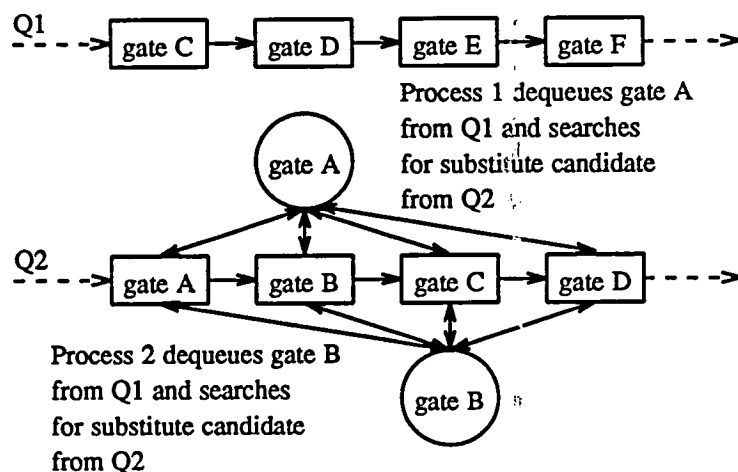 Q1
gate C gate D gate E gate F
Process 1 dequeues gate A
from Q1 and searches
for substitute candidate
from Q2
gate A
Q2
gate A gate B gate C gate D
Process 2 dequeues gate B
from Q1 and searches
for substitute candidate
from Q2
gate B